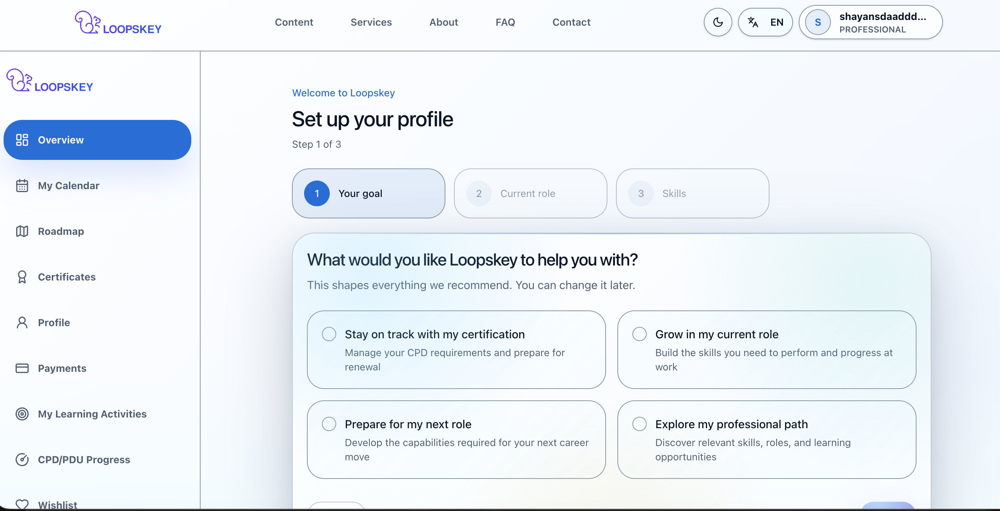 LOOPSKEY
Content
Services
About
FAQ
Contact
EN
S
shayansdaaddd...
PROFESSIONAL
LOOPSKEY
Overview
My Calendar
Roadmap
Certificates
Profile
Payments
My Learning Activities
CPD/PDU Progress
Wishlist
Welcome to Loopskey
Set up your profile
Step 1 of 3
1 Your goal
2 Current role
3 Skills
What would you like Loopskey to help you with?
This shapes everything we recommend. You can change it later.
Stay on track with my certification
Manage your CPD requirements and prepare for
renewal
Grow in my current role
Build the skills you need to perform and progress at
work
Prepare for my next role
Develop the capabilities required for your next career
move
Explore my professional path
Discover relevant skills, roles, and learning
opportunities